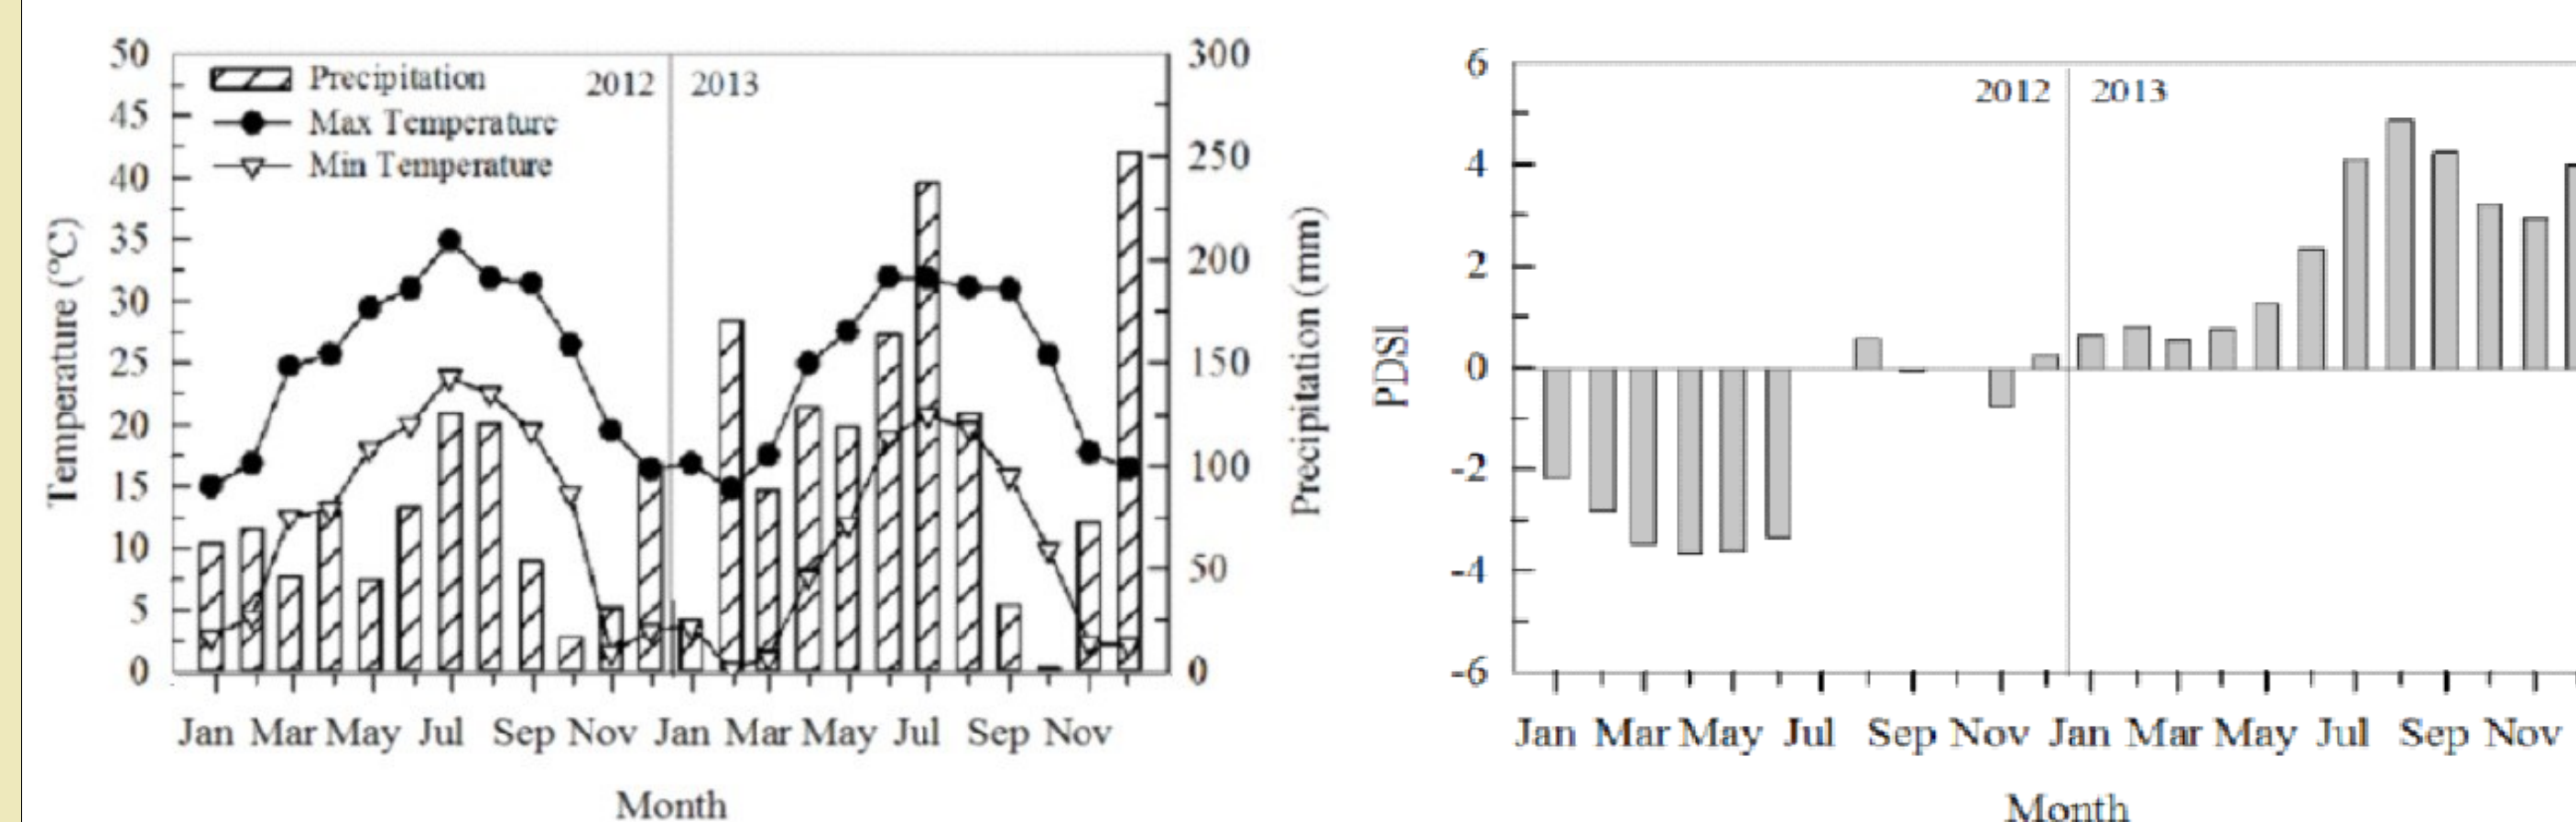 50
45
40
35
30
25
20
15
10
5
0
Temperature (°C)
Precipitation
Max Temperature
Min Temperature
2012 2013
300
250
200
150
100
50
0
Precipitation (mm)
Jan Mar May Jul Sep Nov Jan Mar May Jul Sep Nov
Month
6
4
2
0
-2
-4
-6
PDSI
2012 2013
Jan Mar May Jul Sep Nov Jan Mar May Jul Sep Nov
Month